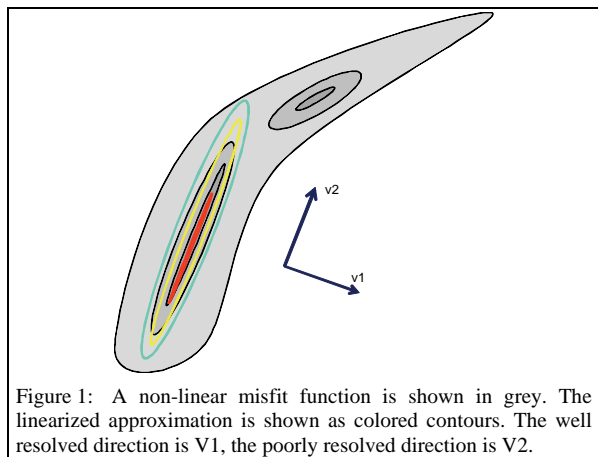 v2
v1
Figure 1: A non-linear misfit function is shown in grey. The
linearized approximation is shown as colored contours. The well
resolved direction is V1, the poorly resolved direction is V2.